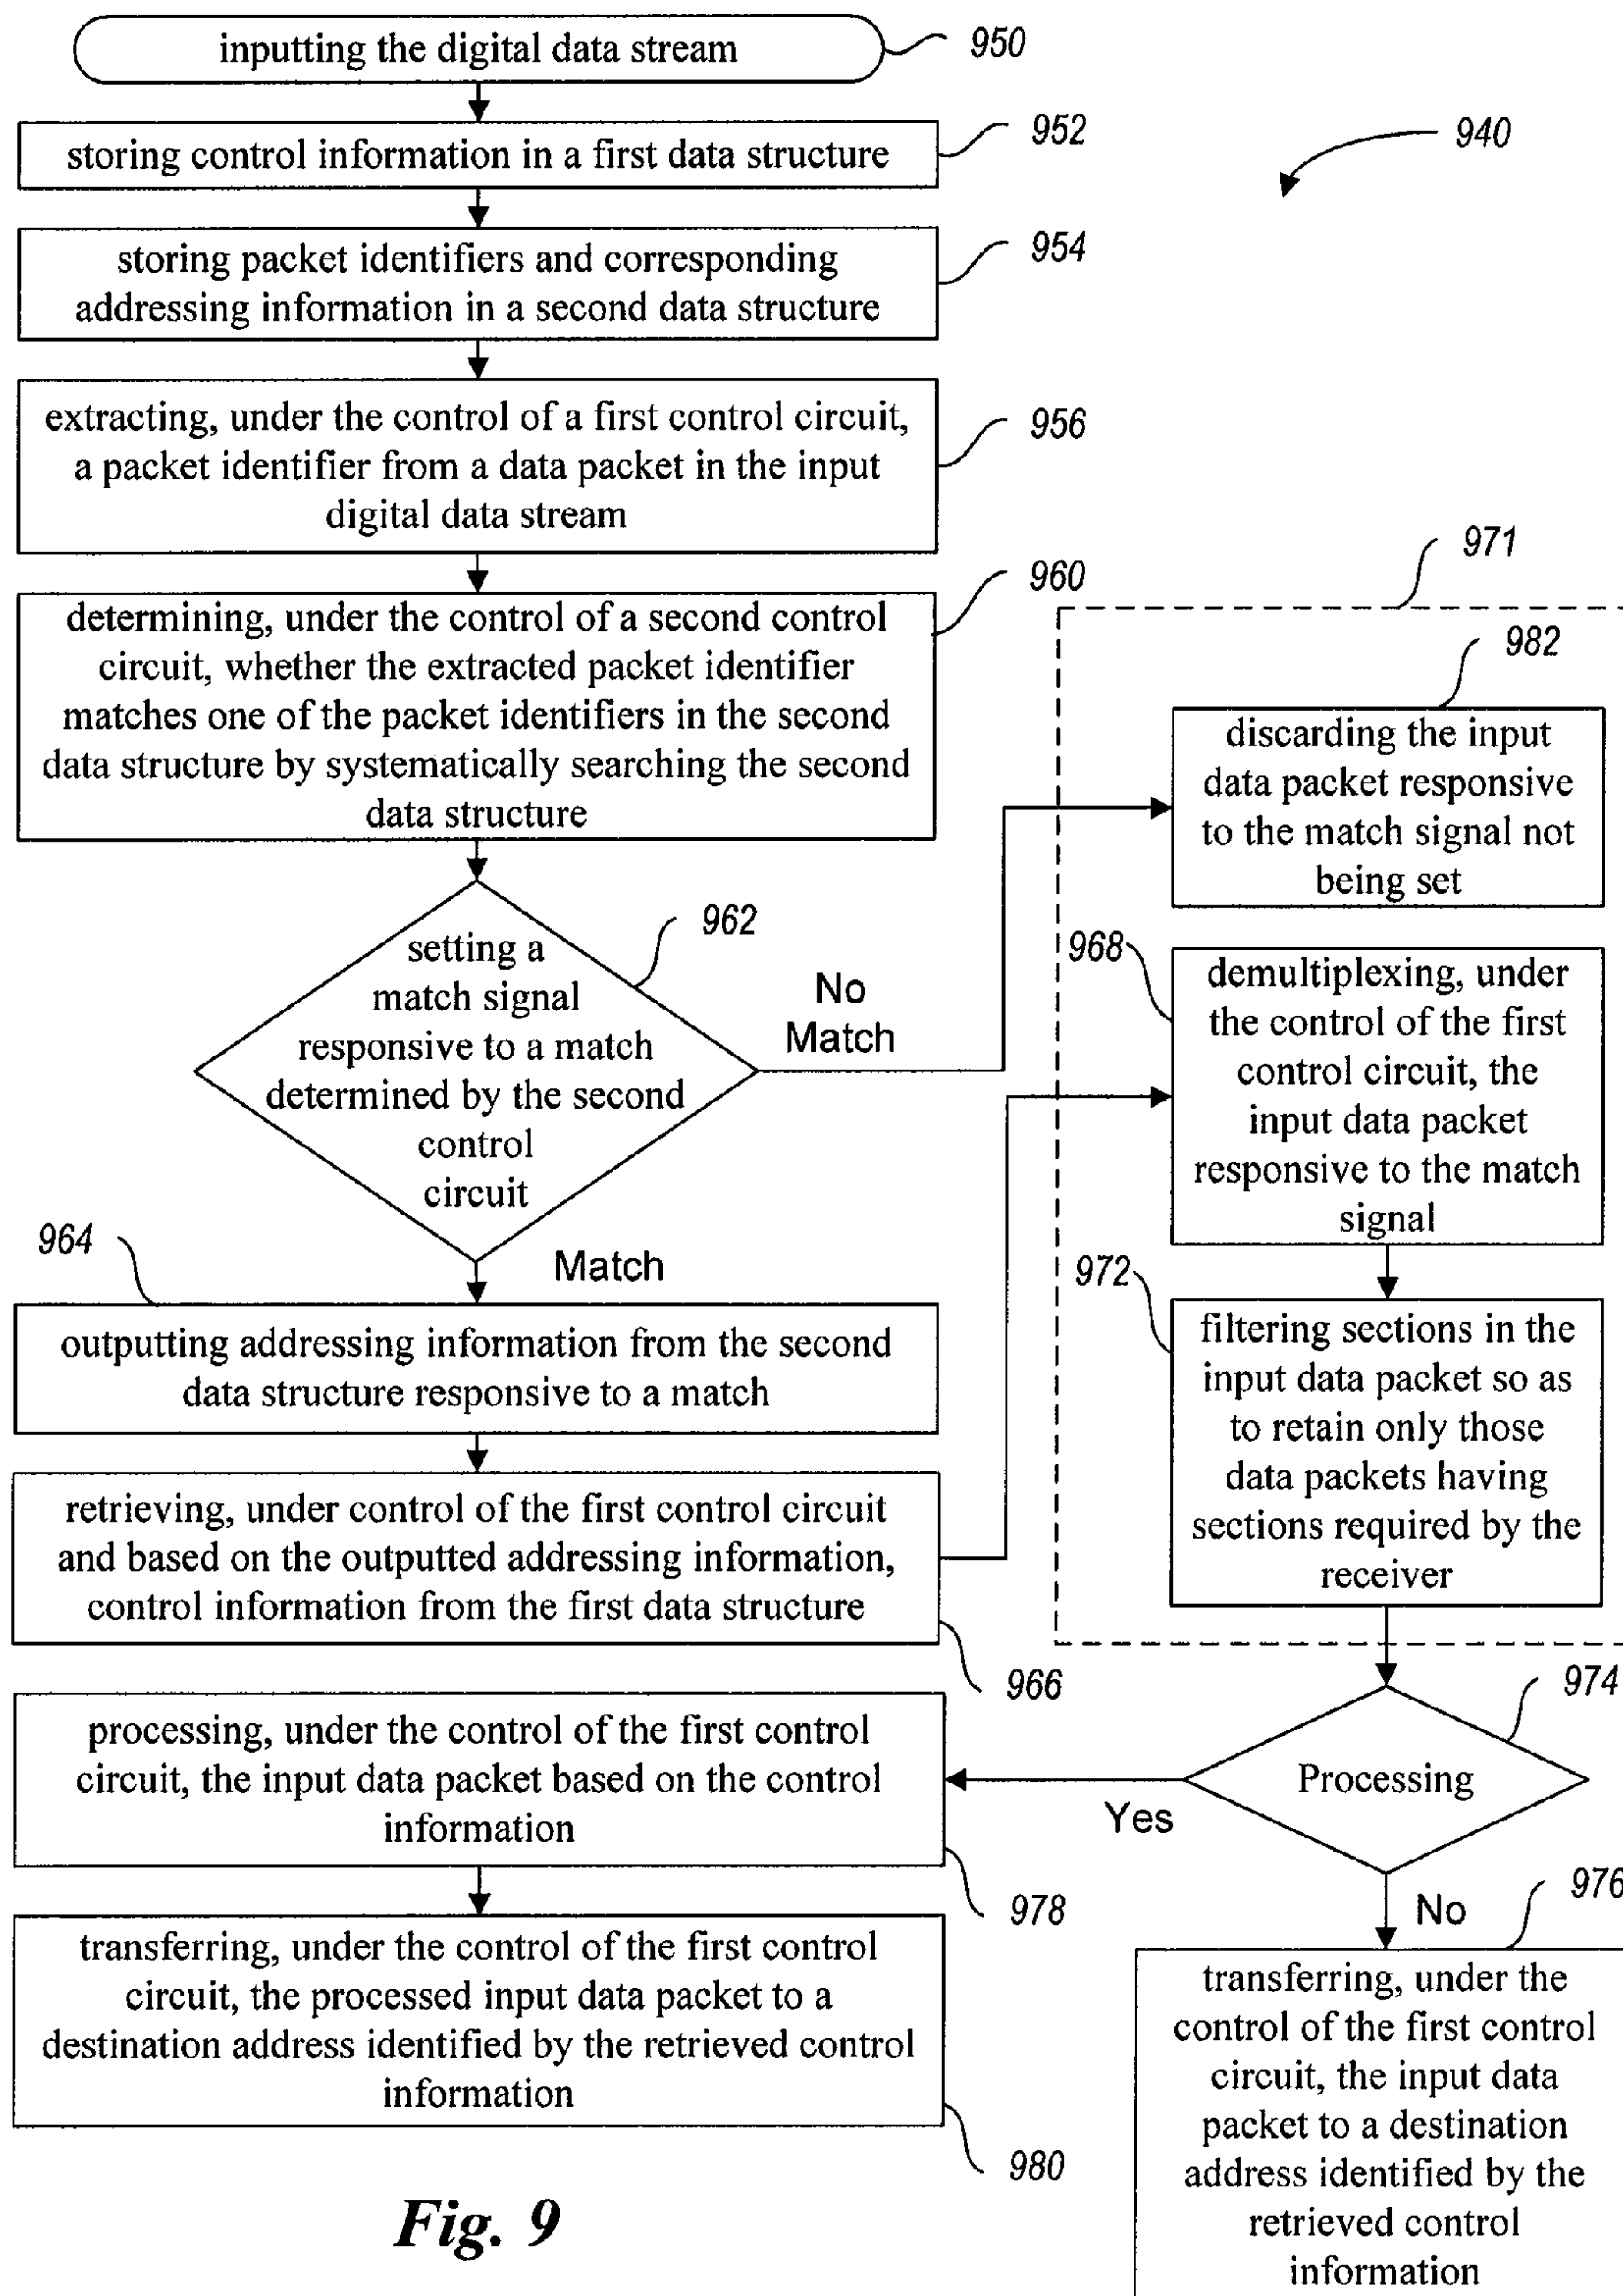 inputting the digital data stream
950
storing control information in a first data structure
952
940
storing packet identifiers and corresponding
addressing information in a second data structure
954
extracting, under the control of a first control circuit,
a packet identifier from a data packet in the input
digital data stream
956
determining, under the control of a second control
circuit, whether the extracted packet identifier
matches one of the packet identifiers in the second
data structure by systematically searching the second
data structure
960
setting a
match signal
responsive to a match
determined by the second
control
circuit
962
No
Match
Match
964
outputting addressing information from the second
data structure responsive to a match
retrieving, under control of the first control circuit
and based on the outputted addressing information,
control information from the first data structure
966
971
982
discarding the input
data packet responsive
to the match signal not
being set
968
demultiplexing, under
the control of the first
control circuit, the
input data packet
responsive to the match
signal
972
filtering sections in the
input data packet so as
to retain only those
data packets having
sections required by the
receiver
974
Processing
Yes
No
processing, under the control of the first control
circuit, the input data packet based on the control
information
978
transferring, under the control of the first control
circuit, the processed input data packet to a
destination address identified by the retrieved control
information
980
976
transferring, under the
control of the first control
circuit, the input data
packet to a destination
address identified by the
retrieved control
information
Fig. 9